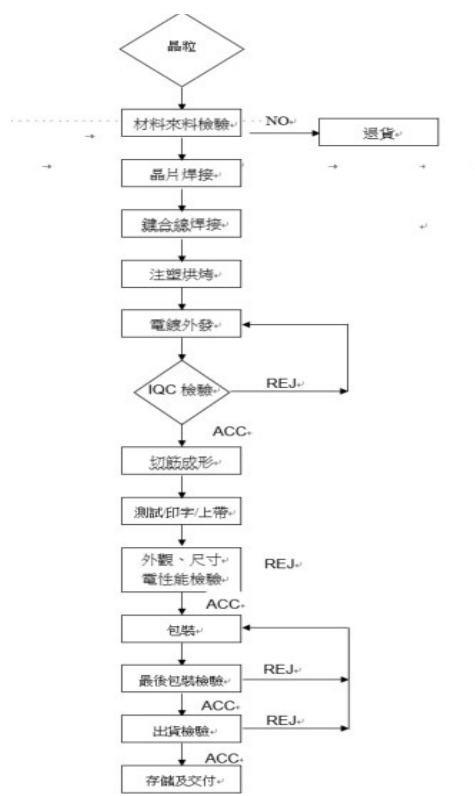 晶粒
材料來料檢驗
NO
退貨
晶片焊接
鍵合線焊接
注塑烘烤
電鍍外發
IQC 檢驗
REJ
ACC
切筋成形
測試/印字/上帶
外觀、尺寸
電性能檢驗
REJ
ACC
包裝
最後包裝檢驗
REJ
ACC
出貨檢驗
REJ
ACC
存儲及交付